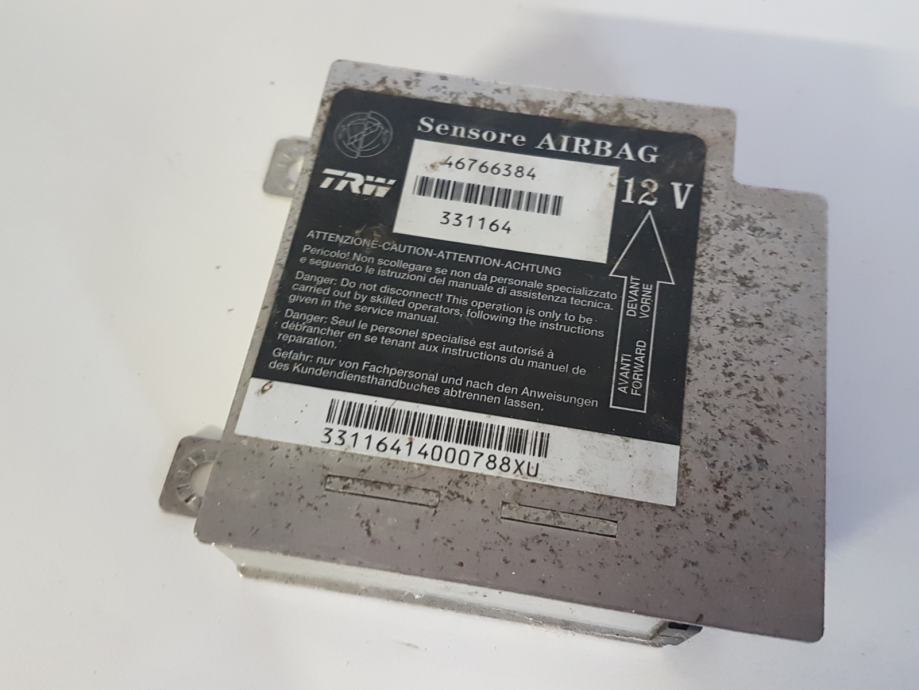 Sensore AIRBAG
46766384
12 V
TRW
331164
ATTENZIONE-CAUTION-ATTENTION-ACHTUNG
Pericolo! Non scollegare se non da personale specializzato
e seguendo le istruzioni del manuale di assistenza tecnica.
Danger: Do not disconnect! This operation is only to be
carried out by skilled operators, following the instructions
given in the service manual.
Danger: Seul le personel specialisé est autorisé à
débrancher en se tenant aux instructions du manuel de
reparation.
Gefahr: nur von Fachpersonal und nach den Anweisungen
des Kundendiensthandbuches abtrennen lassen.
AVANTI DEVANT
FORWARD VORNE
33116414000788XU